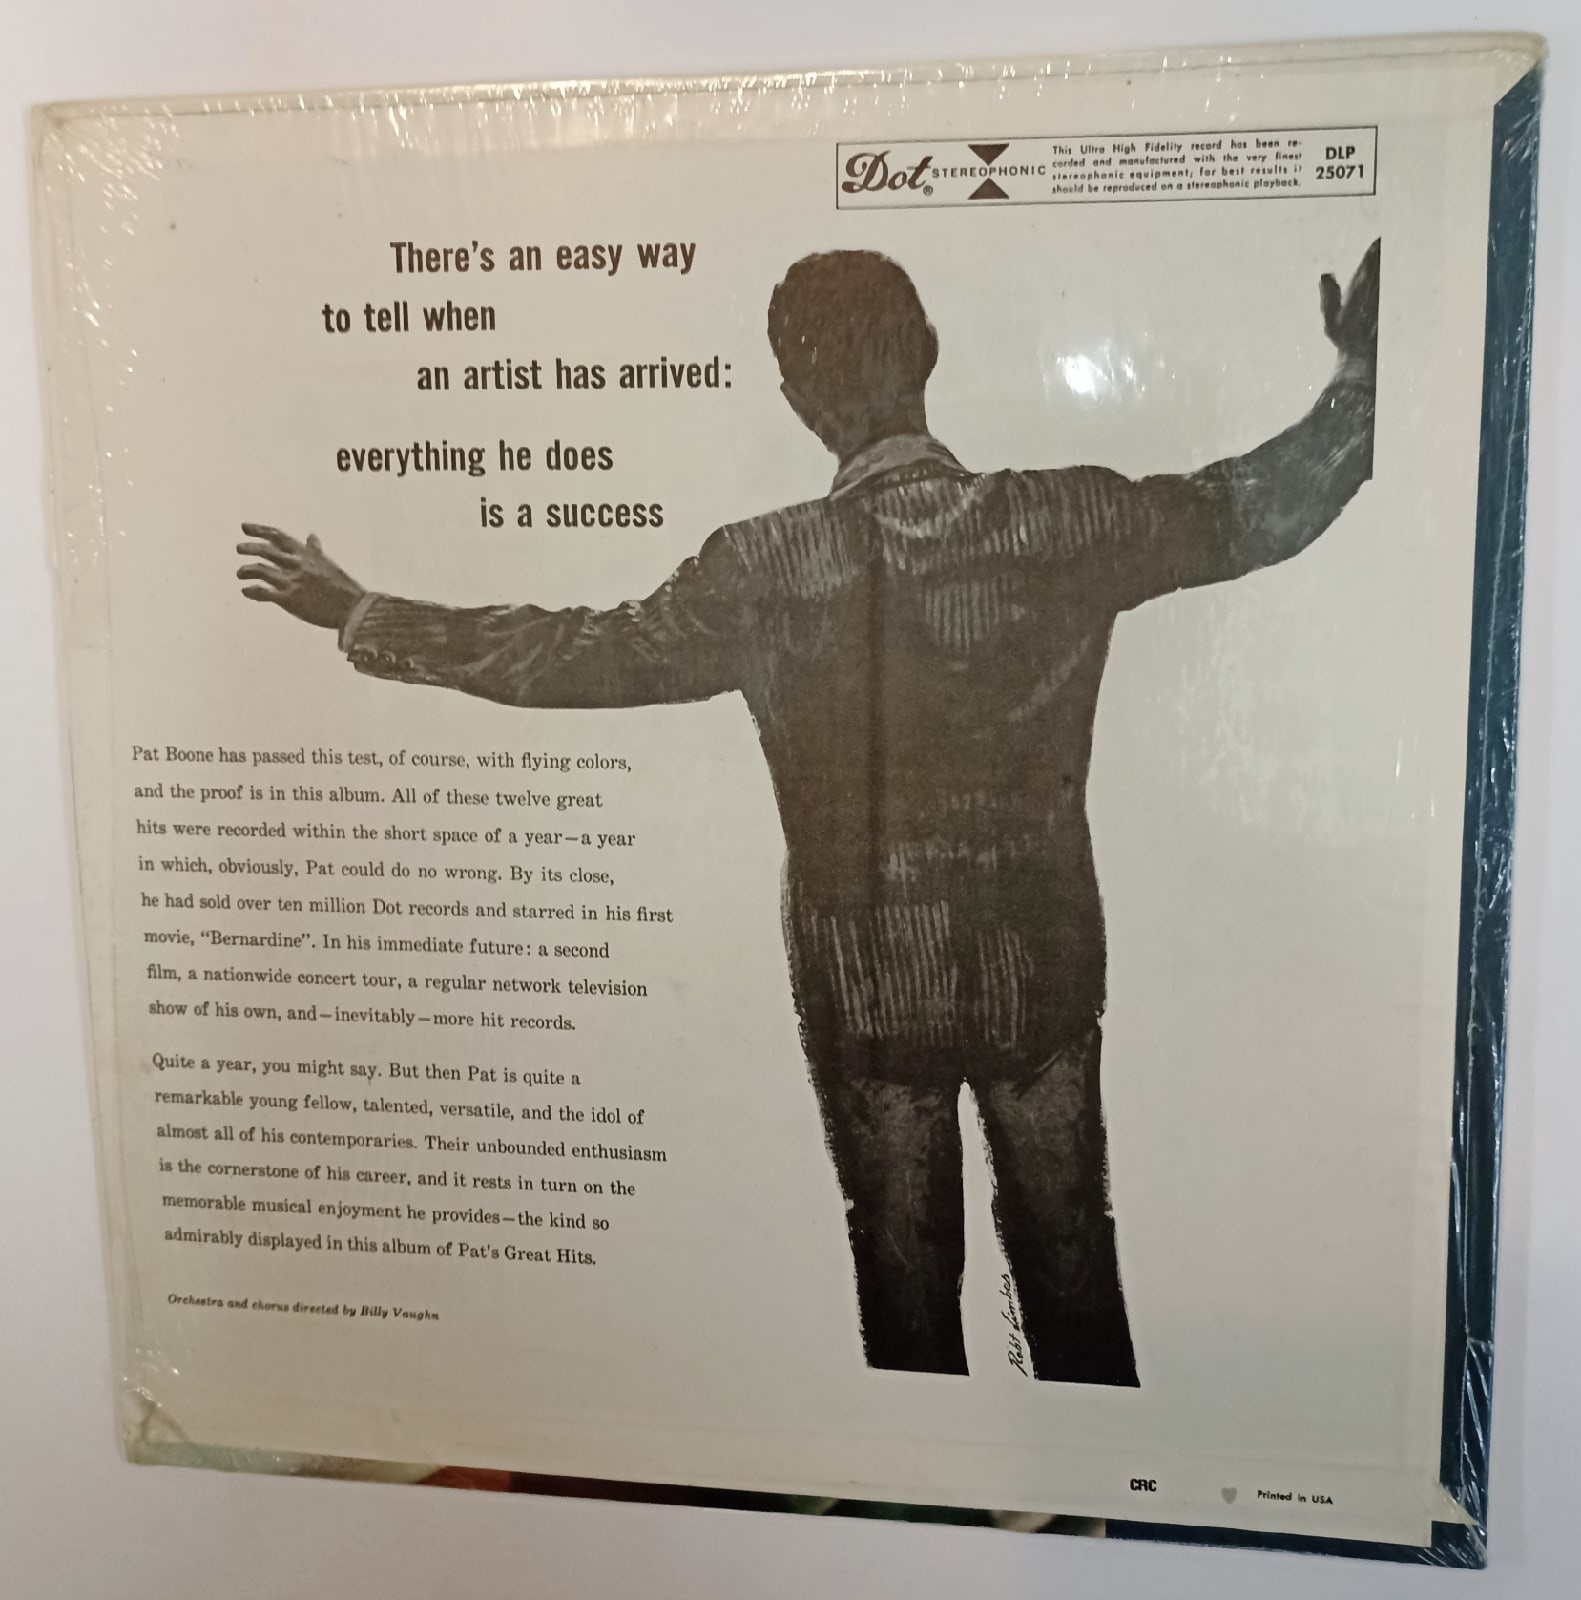 Dot® STEREOPHONIC
This Ultra High Fidelity record has been re-
corded and manufactured with the very finest
stereophonic equipment; for best results it
should be reproduced on a stereophonic playback.
DLP
25071
There's an easy way
to tell when
an artist has arrived:
everything he does
is a success
Pat Boone has passed this test, of course, with flying colors,
and the proof is in this album. All of these twelve great
hits were recorded within the short space of a year—a year
in which, obviously, Pat could do no wrong. By its close,
he had sold over ten million Dot records and starred in his first
movie, "Bernardine". In his immediate future: a second
film, a nationwide concert tour, a regular network television
show of his own, and—inevitably—more hit records.
Quite a year, you might say. But then Pat is quite a
remarkable young fellow, talented, versatile, and the idol of
almost all of his contemporaries. Their unbounded enthusiasm
is the cornerstone of his career, and it rests in turn on the
memorable musical enjoyment he provides—the kind so
admirably displayed in this album of Pat's Great Hits.
Orchestra and chorus directed by Billy Vaughn
Robt
CRC
Printed in USA